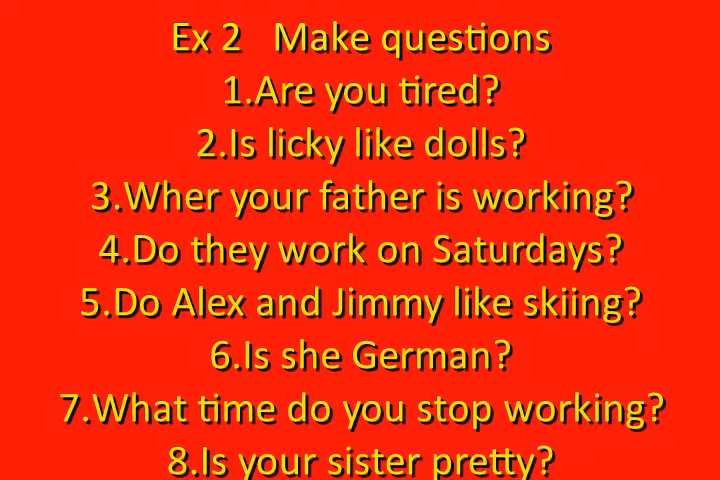 Ex 2 Make questions
1.Are you tired?
2.Is licky like dolls?
3.Wher your father is working?
4.Do they work on Saturdays?
5.Do Alex and Jimmy like skiing?
6.Is she German?
7.What time do you stop working?
8.Is your sister pretty?